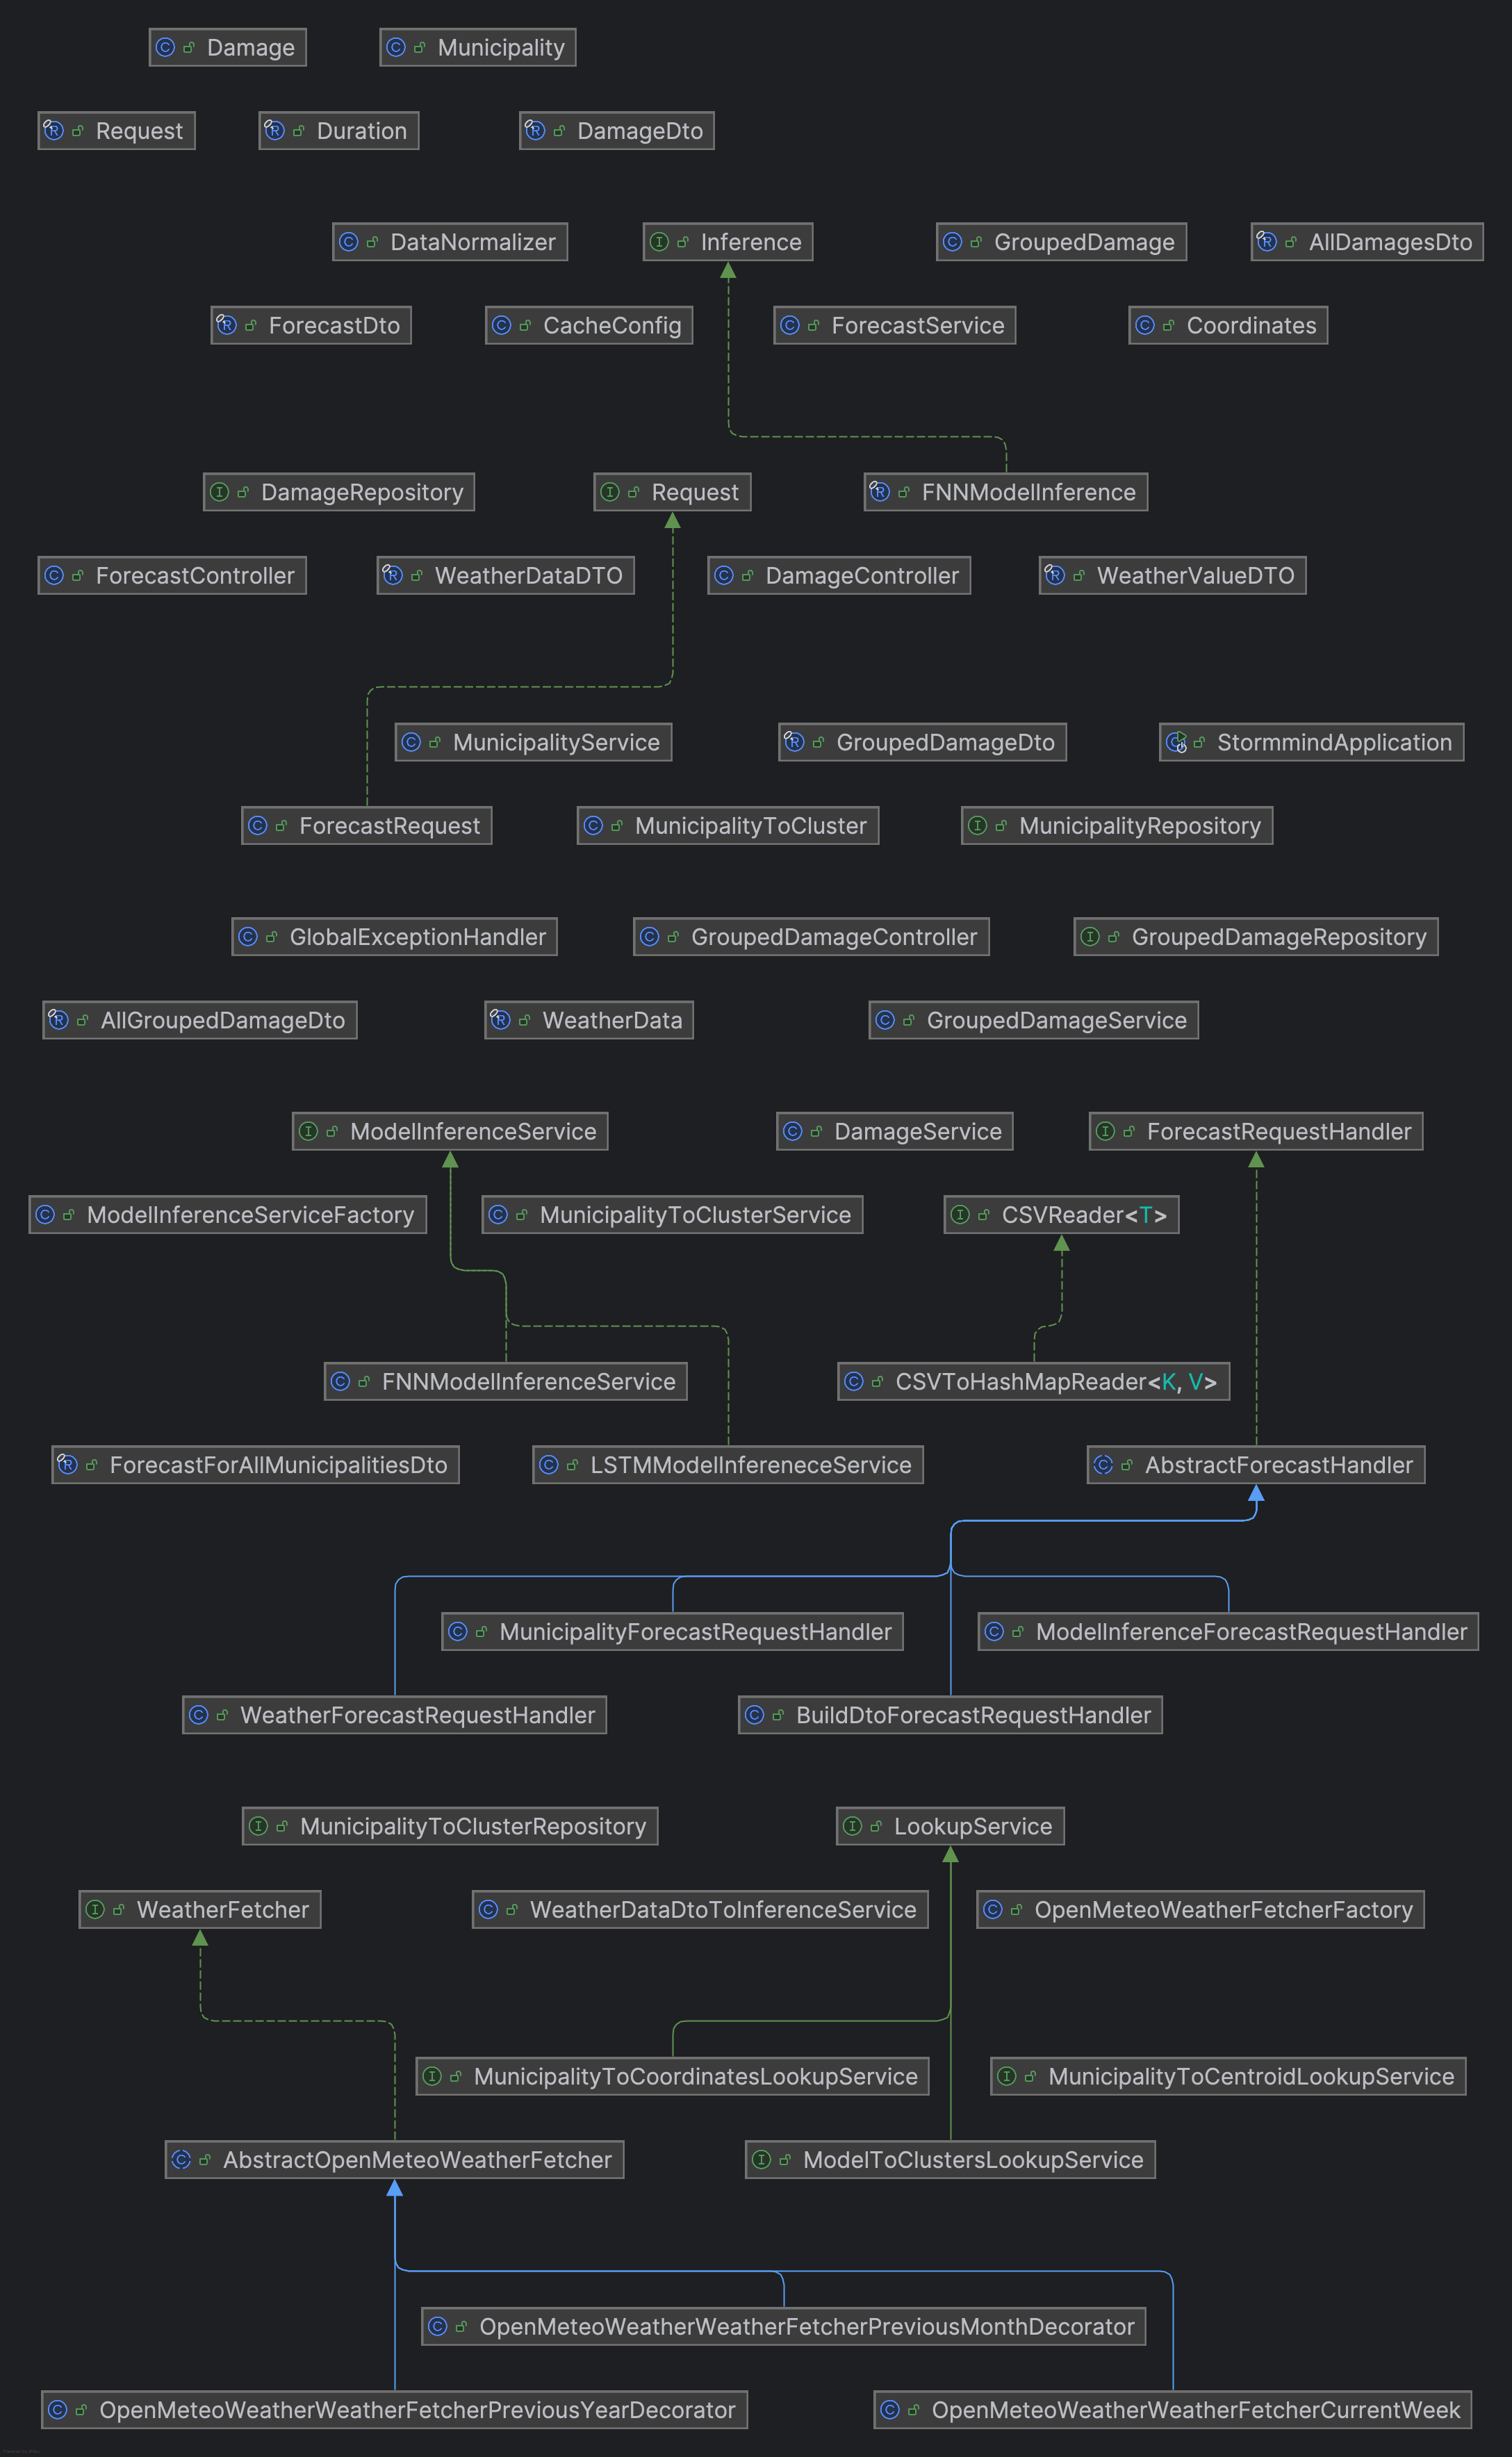 Damage
Municipality
Request
Duration
DamageDto
DataNormalizer
Inference
GroupedDamage
AllDamagesDto
ForecastDto
CacheConfig
ForecastService
Coordinates
DamageRepository
Request
FNNModelInference
ForecastController
WeatherDataDTO
DamageController
WeatherValueDTO
MunicipalityService
GroupedDamageDto
StormmindApplication
ForecastRequest
MunicipalityToCluster
MunicipalityRepository
GlobalExceptionHandler
GroupedDamageController
GroupedDamageRepository
AllGroupedDamageDto
WeatherData
GroupedDamageService
ModelInferenceService
DamageService
ForecastRequestHandler
ModelInferenceServiceFactory
MunicipalityToClusterService
CSVReader<T>
FNNModelInferenceService
CSVToHashMapReader<K, V>
ForecastForAllMunicipalitiesDto
LSTMModelInfereneceService
AbstractForecastHandler
MunicipalityForecastRequestHandler
ModelInferenceForecastRequestHandler
WeatherForecastRequestHandler
BuildDtoForecastRequestHandler
MunicipalityToClusterRepository
LookupService
WeatherFetcher
WeatherDataDtoToInferenceService
OpenMeteoWeatherFetcherFactory
MunicipalityToCoordinatesLookupService
MunicipalityToCentroidLookupService
AbstractOpenMeteoWeatherFetcher
ModelToClustersLookupService
OpenMeteoWeatherWeatherFetcherPreviousMonthDecorator
OpenMeteoWeatherWeatherFetcherPreviousYearDecorator
OpenMeteoWeatherWeatherFetcherCurrentWeek